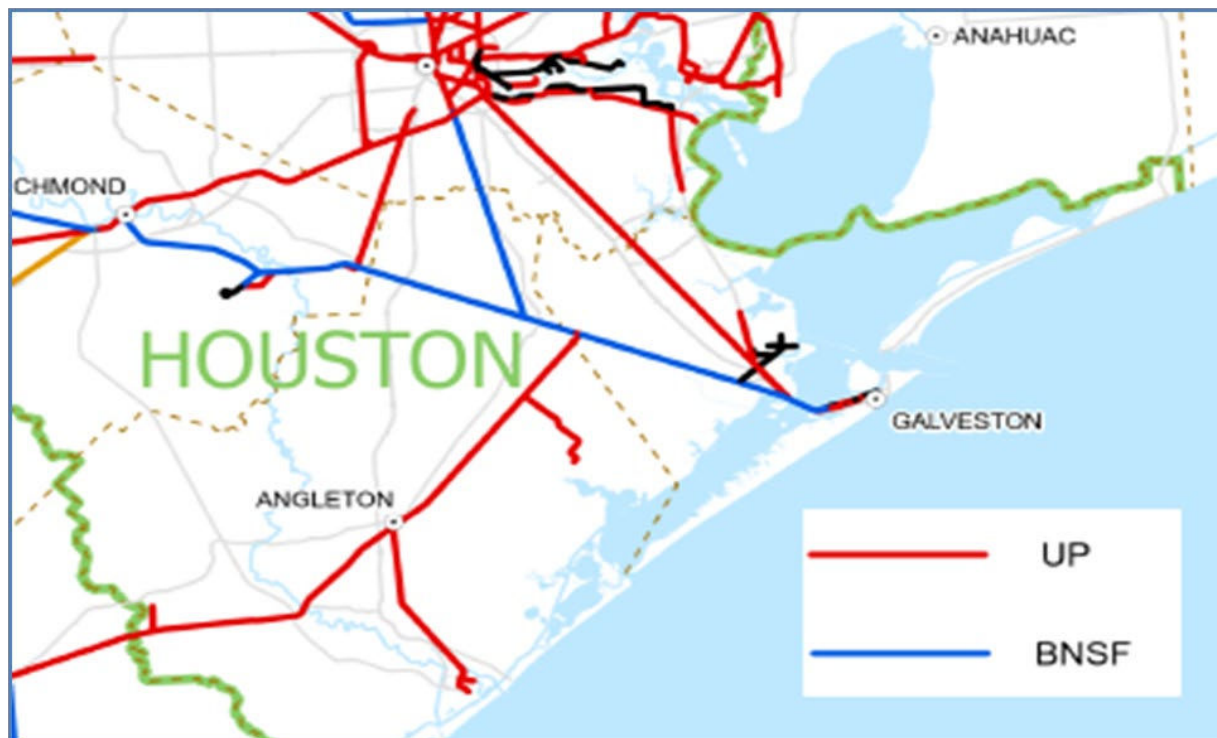 ANAHUAC
CHMOND
HOUSTON
GALVESTON
ANGLETON
UP
BNSF